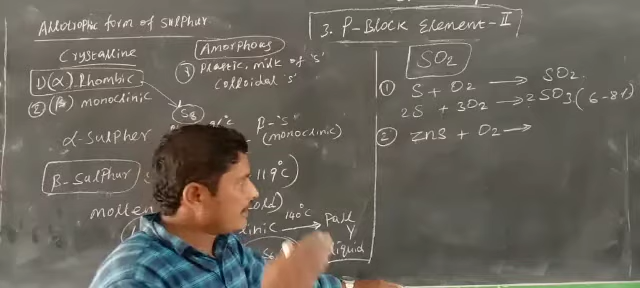 Allotropic form of Sulphur
Crystalline
Amorphous
1) (α) Rhombic
3 Plastic, milk of 's'
colloidal 's'
2 (β) monoclinic
S8
α-Sulpher
β-'s'
(monoclinic)
β-Sulphur
119°C)
molten
140°C
Pale
Y
liquid
3. P-Block Element-II
SO2
1 S + O2 → SO2
2S + 3O2 → 2SO3 (6-8%)
2 ZnS + O2 →